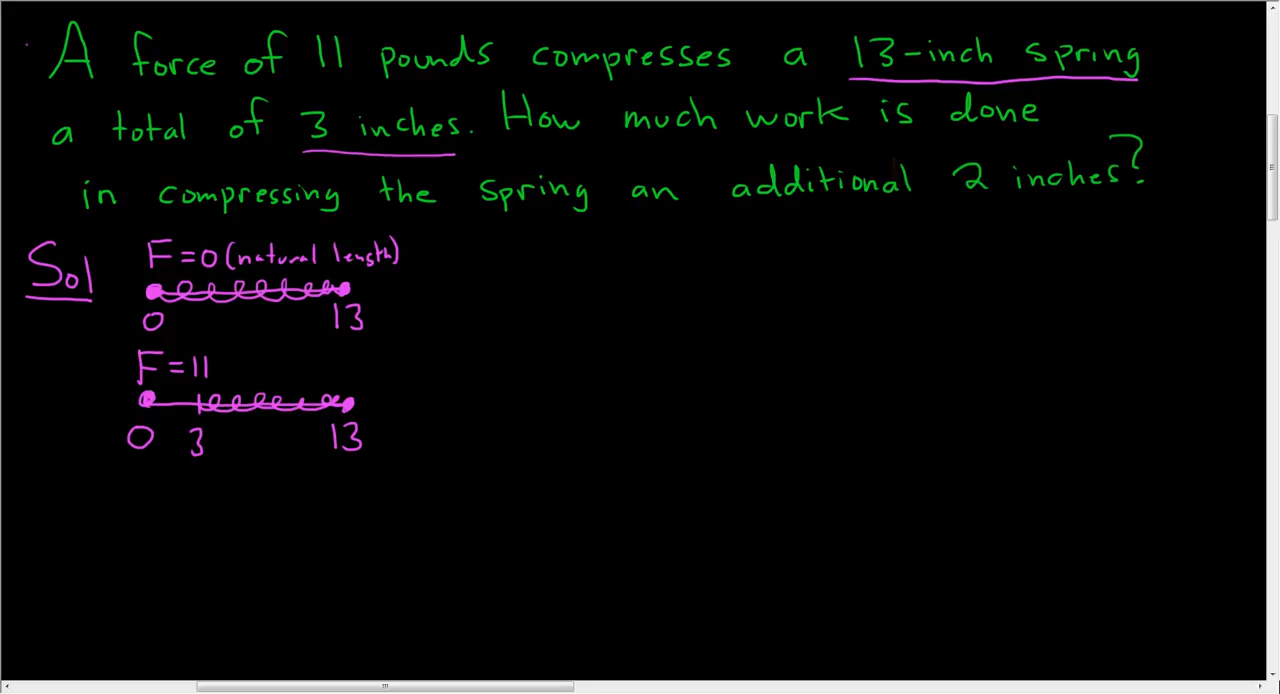 A force of 11 pounds compresses a 13-inch spring
a total of 3 inches. How much work is done
in compressing the spring an additional 2 inches?
Sol
F=0 (natural length)
0 13
F=11
0 3 13